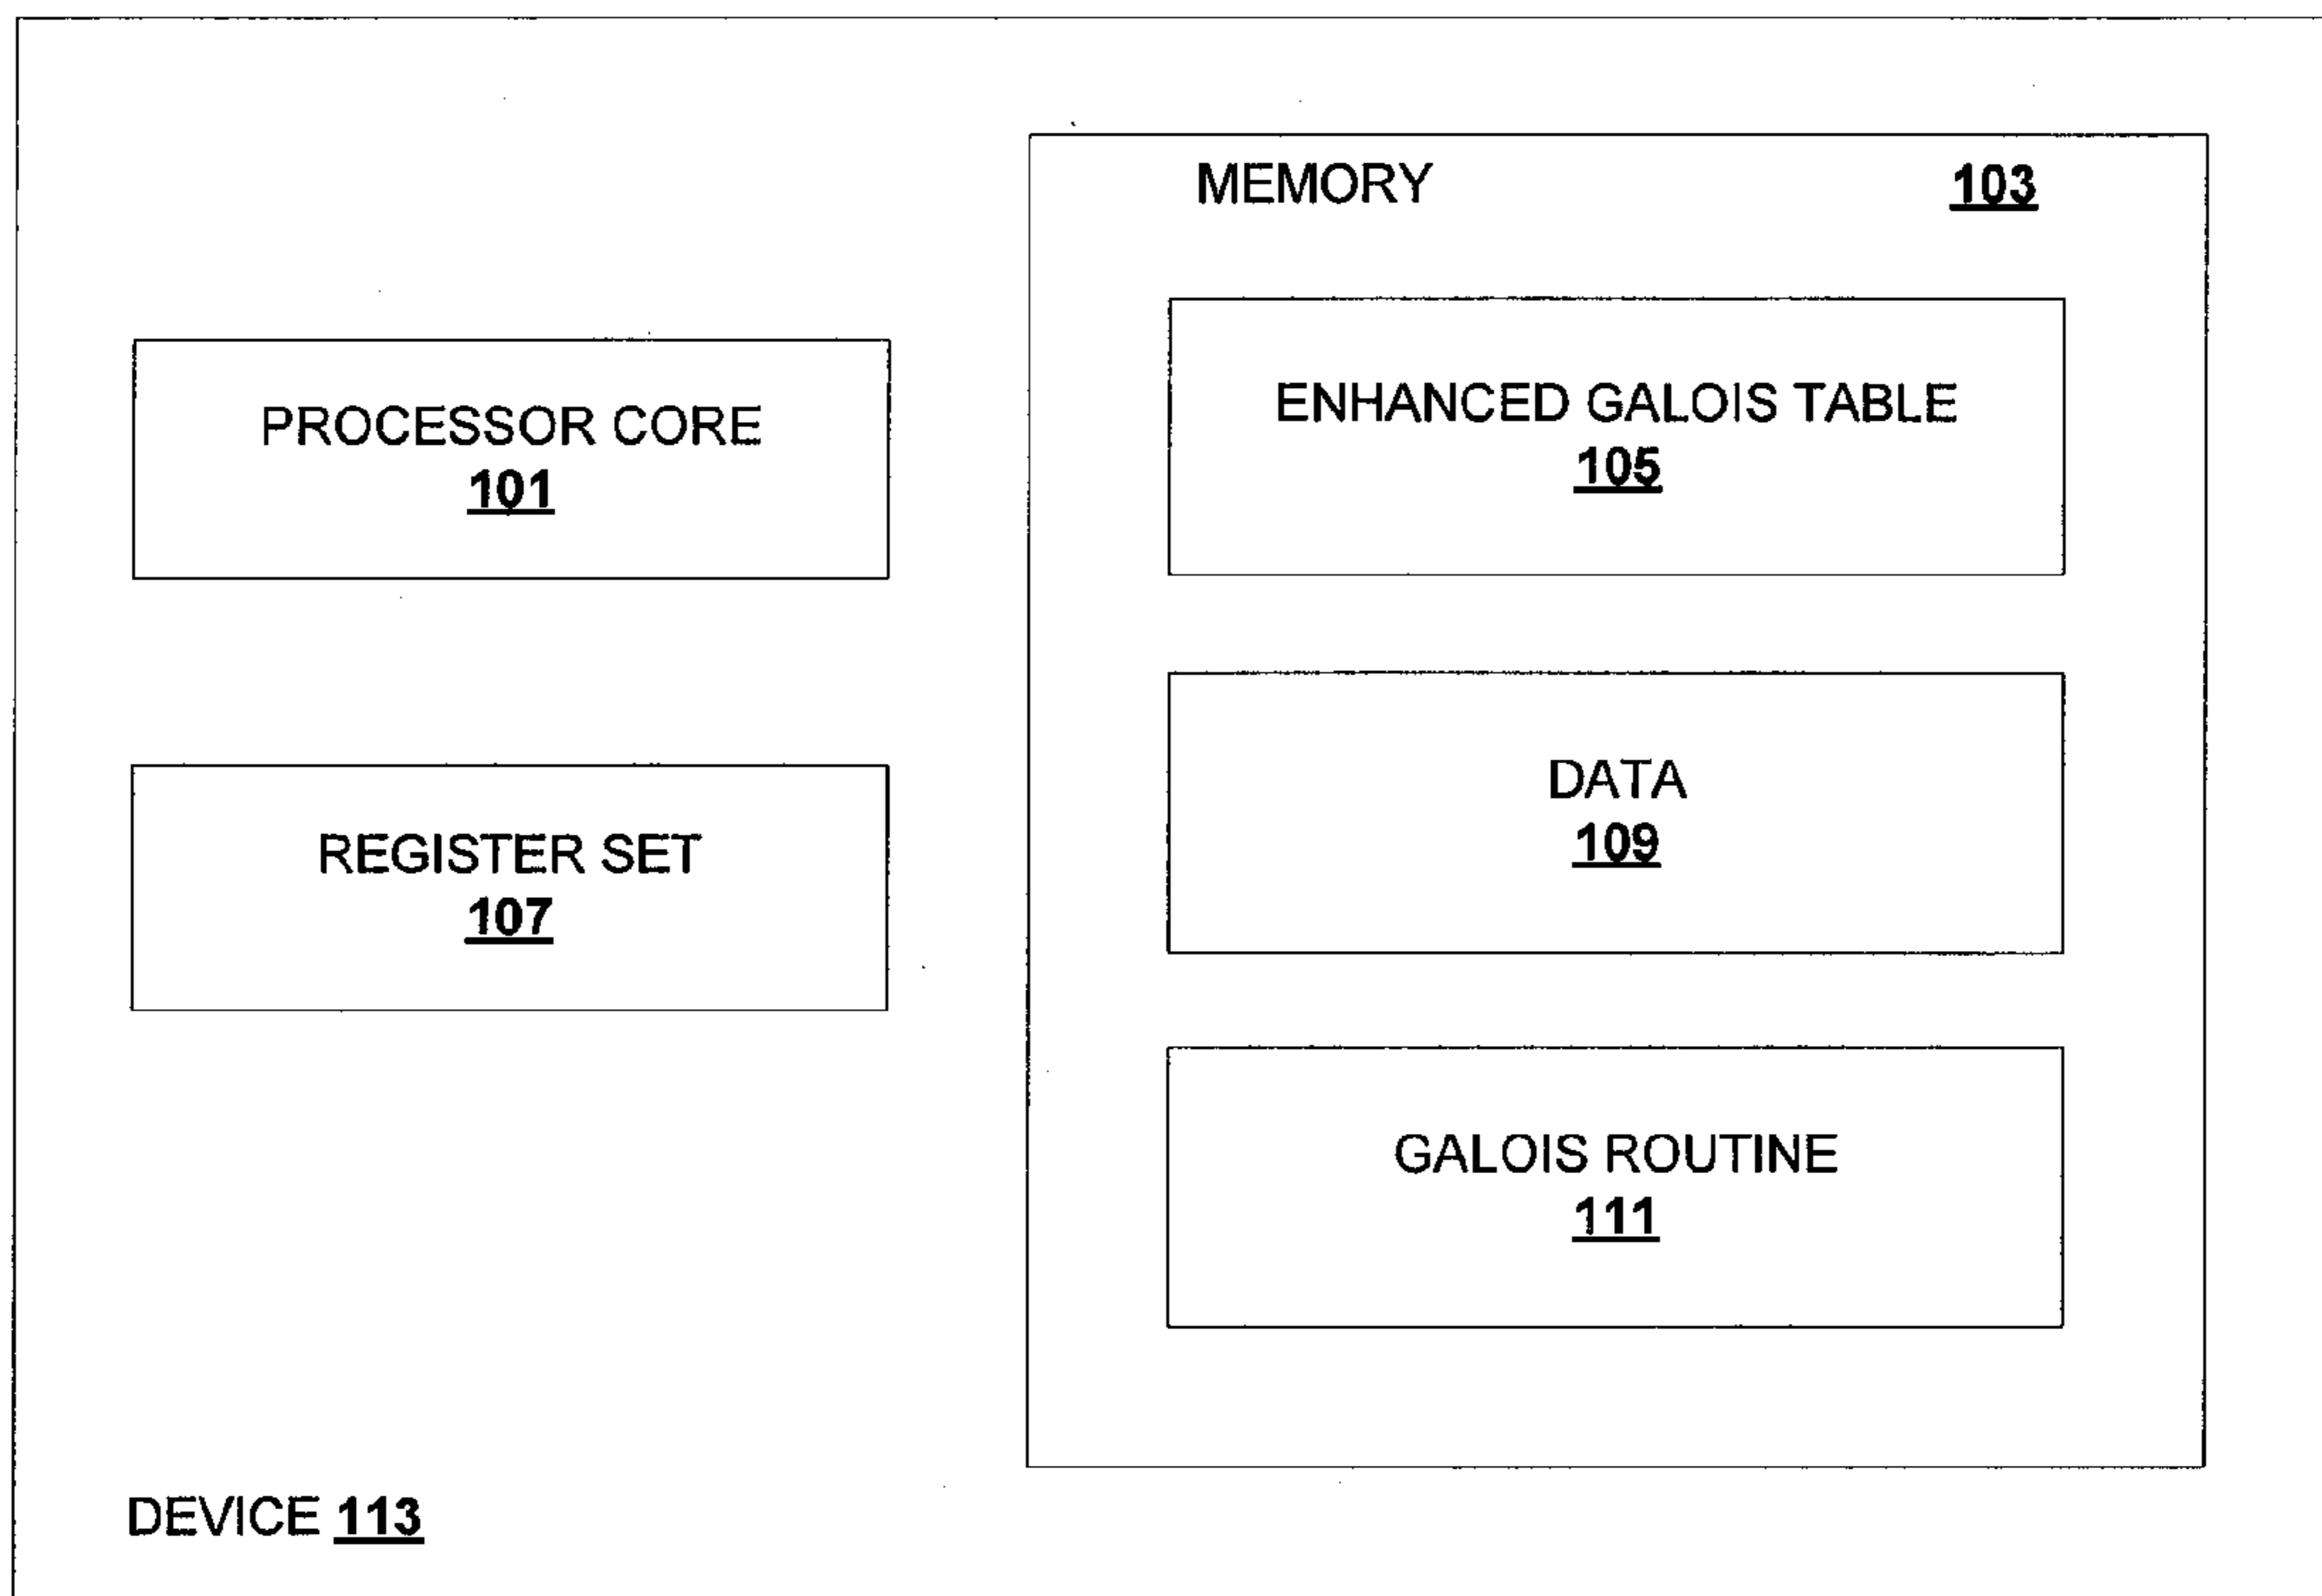 MEMORY 103
PROCESSOR CORE
101
REGISTER SET
107
ENHANCED GALOIS TABLE
105
DATA
109
GALOIS ROUTINE
111
DEVICE 113